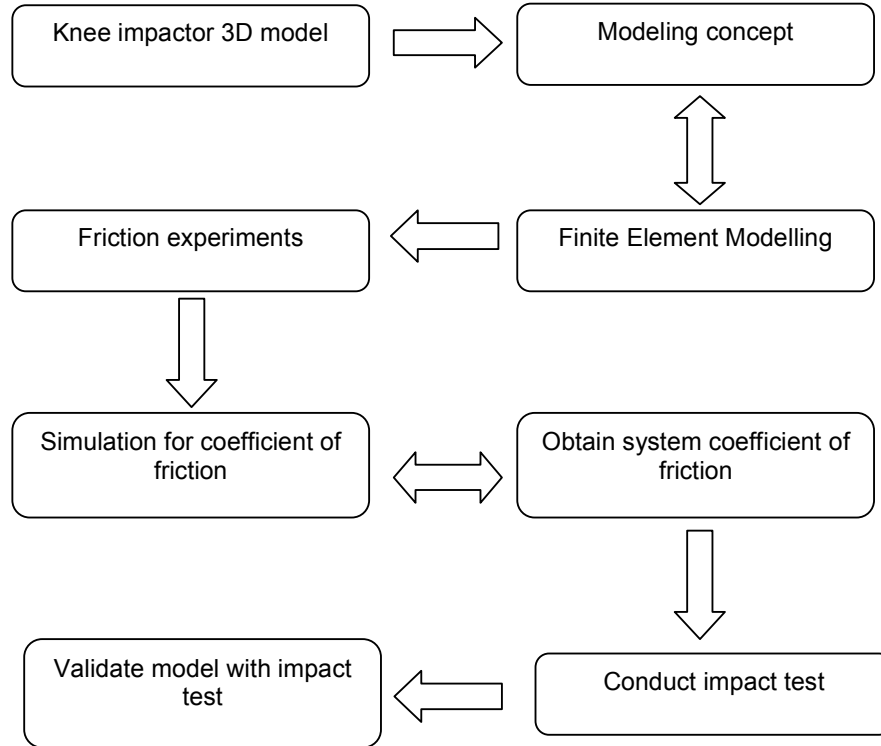 Knee impactor 3D model
Modeling concept
Friction experiments
Finite Element Modelling
Simulation for coefficient of
friction
Obtain system coefficient of
friction
Validate model with impact
test
Conduct impact test